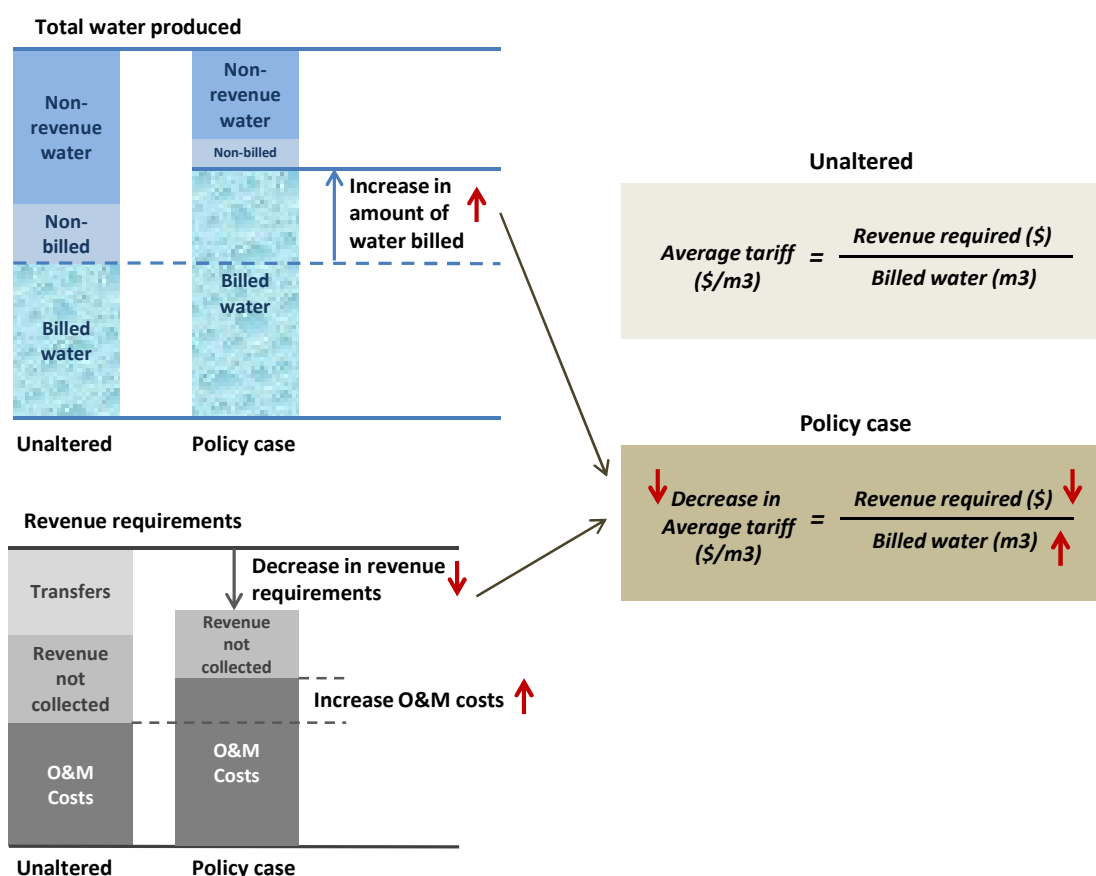 Total water produced
Non-
revenue
water
Non-
billed
Billed
water
Non-
revenue
water
Non-billed
Billed
water
Increase in
amount of
water billed
Unaltered
Policy case
Revenue requirements
Transfers
Revenue
not
collected
O&M
Costs
Revenue
not
collected
O&M
Costs
Decrease in revenue
requirements
Increase O&M costs
Unaltered
Policy case
Unaltered
Average tariff
($/m3)
=
Revenue required ($)
Billed water (m3)
Policy case
Decrease in
Average tariff
($/m3)
=
Revenue required ($)
Billed water (m3)